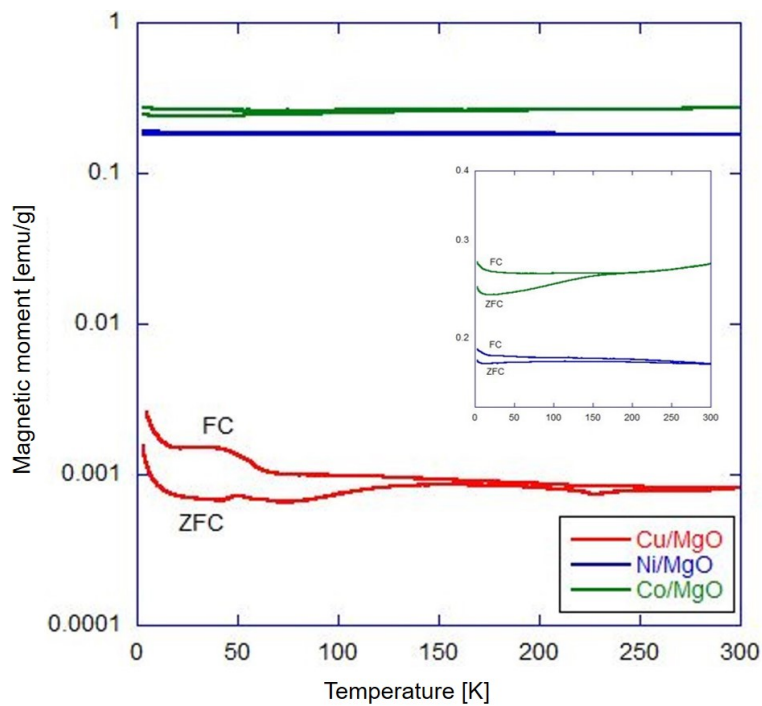 1
0.1
0.01
0.001
0.0001
Magnetic moment [emu/g]
0.4
0.3
0.2
FC
ZFC
FC
ZFC
0 50 100 150 200 250 300
FC
ZFC
Cu/MgO
Ni/MgO
Co/MgO
0 50 100 150 200 250 300
Temperature [K]